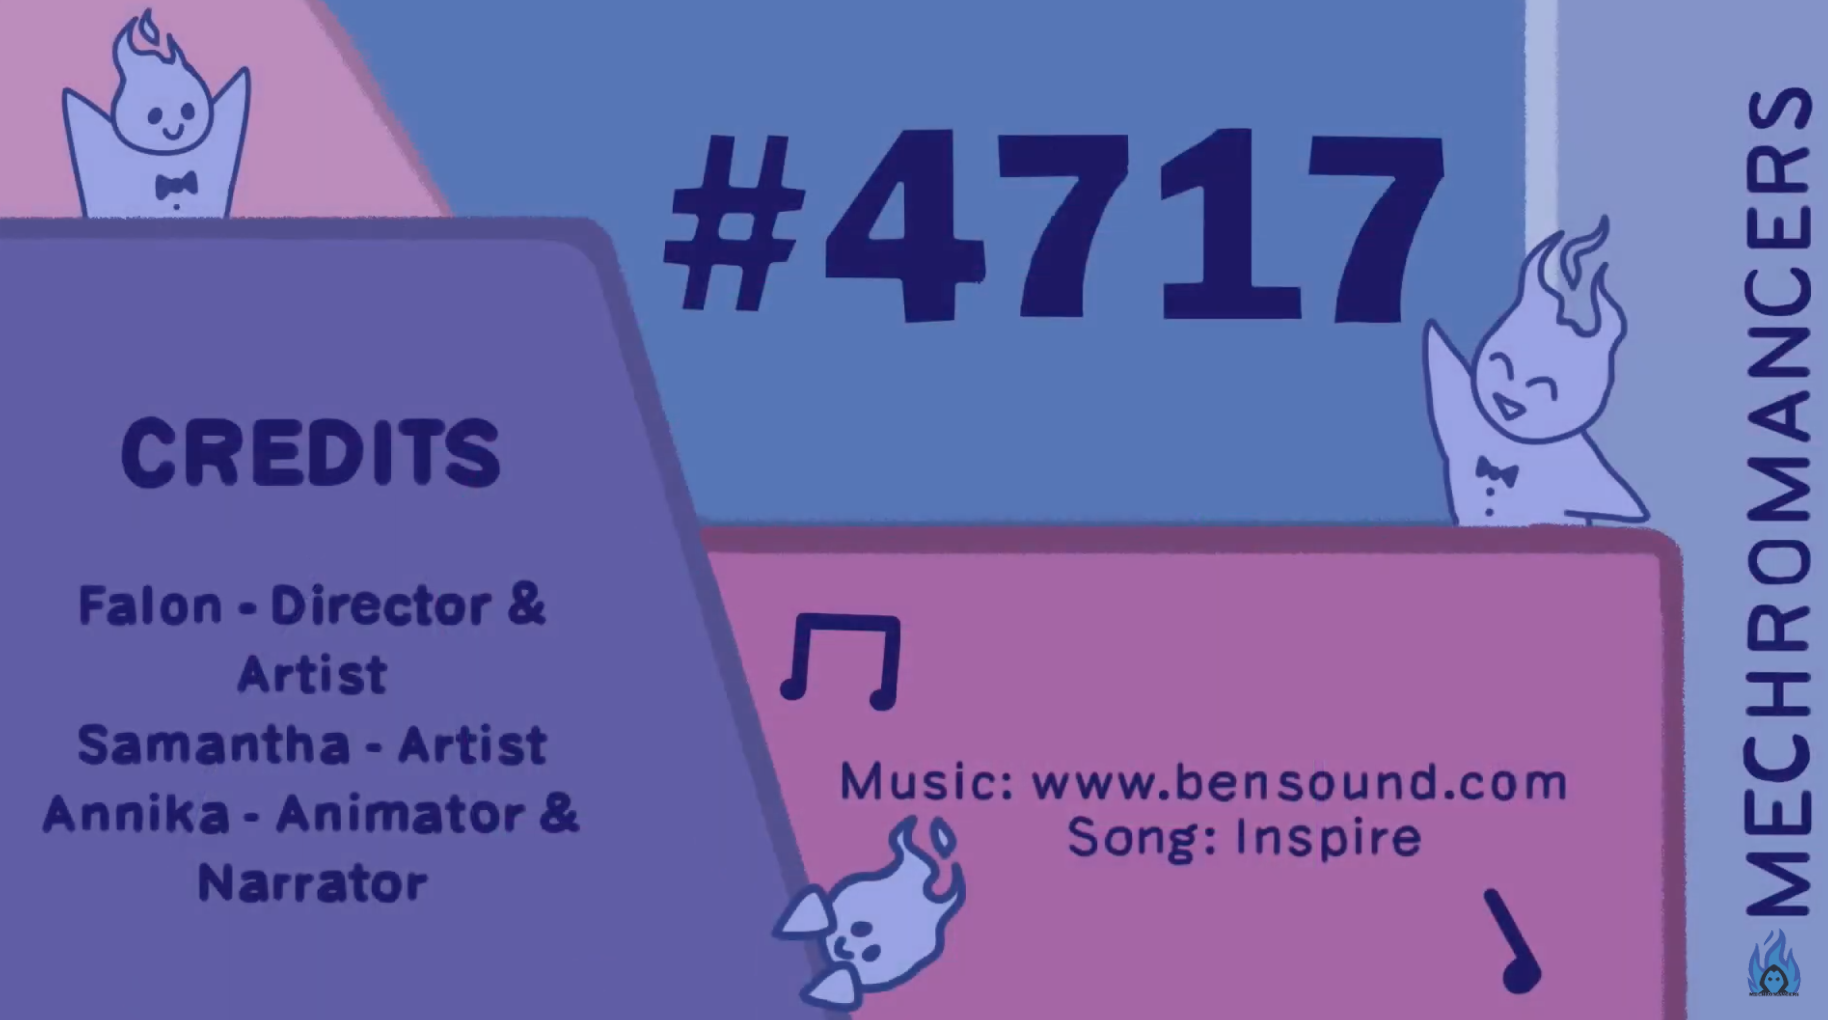 #4717
CREDITS
Falon - Director &
Artist
Samantha - Artist
Annika - Animator &
Narrator
Music: www.bensound.com
Song: Inspire
MECHROMANCERS